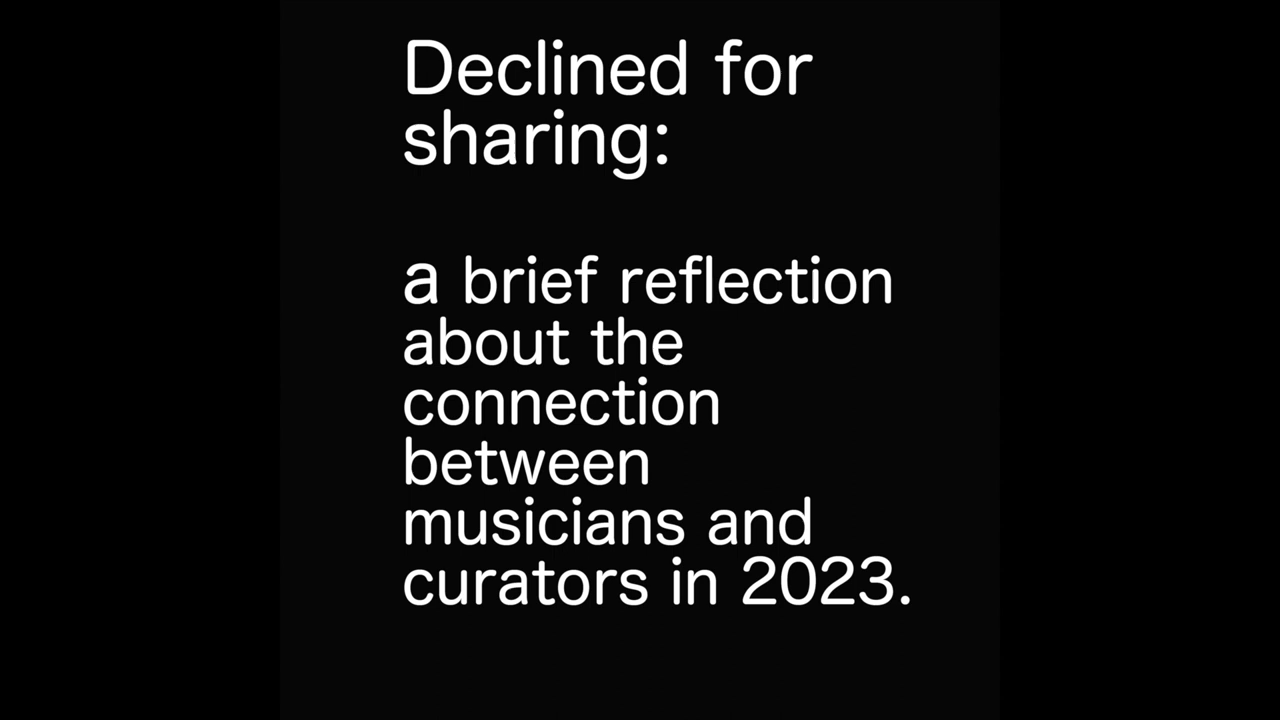 Declined for
sharing:
a brief reflection
about the
connection
between
musicians and
curators in 2023.